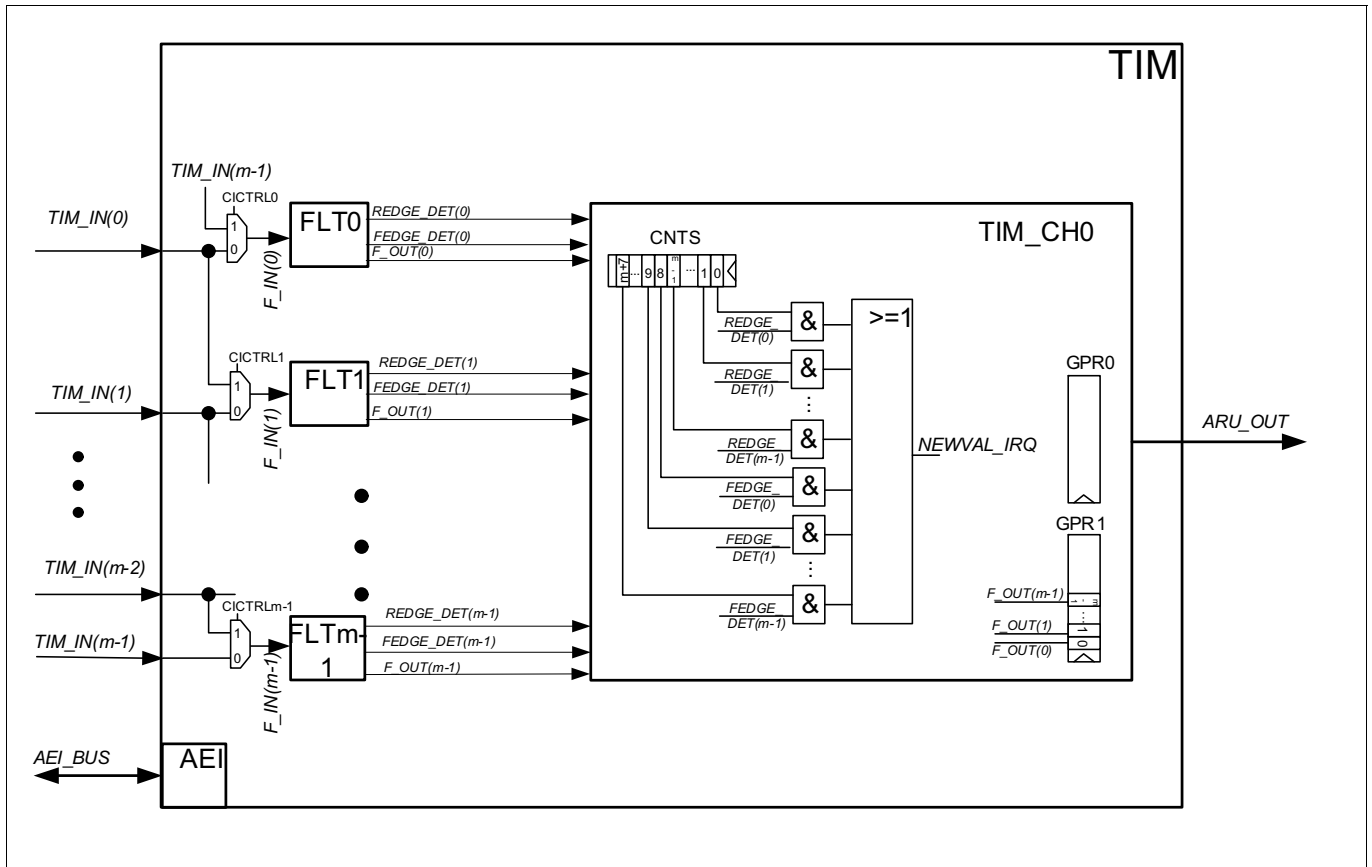 TIM
TIM_IN(m-1)
CICTRL0
TIM_IN(0)
1
0
F_IN(0)
FLT0
REDGE_DET(0)
FEDGE_DET(0)
F_OUT(0)
TIM_CH0
CNTS
m+7 ... 9 8 m-1 ... 1 0
REDGE_
DET(0)
&
>=1
CICTRL1
TIM_IN(1)
1
0
F_IN(1)
FLT1
REDGE_DET(1)
FEDGE_DET(1)
F_OUT(1)
REDGE_
DET(1)
&
...
REDGE_
DET(m-1)
&
FEDGE_
DET(0)
&
FEDGE_
DET(1)
&
...
FEDGE_
DET(m-1)
&
NEWVAL_IRQ
GPR0
ARU_OUT
GPR1
F_OUT(m-1)
m-1
...
F_OUT(1)
1
F_OUT(0)
0
TIM_IN(m-2)
CICTRLm-1
TIM_IN(m-1)
1
0
F_IN(m-1)
FLTm-
1
REDGE_DET(m-1)
FEDGE_DET(m-1)
F_OUT(m-1)
AEI_BUS
AEI